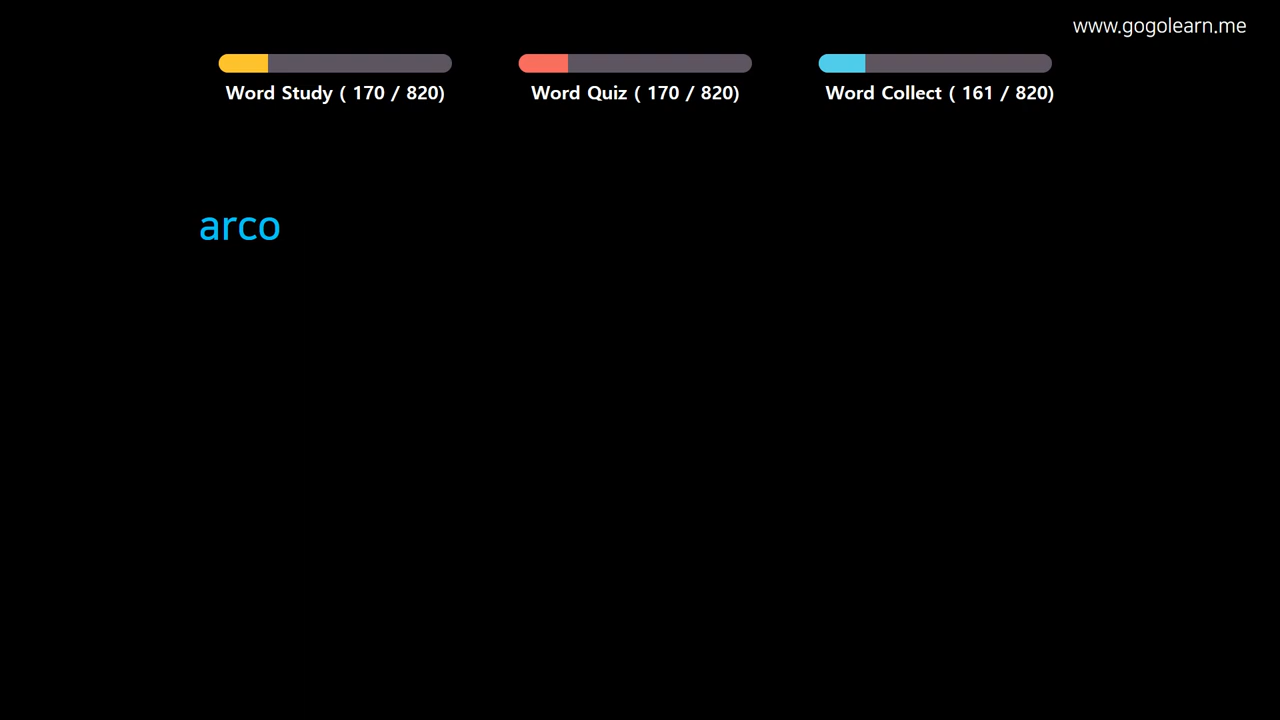 www.gogolearn.me
Word Study ( 170 / 820)
Word Quiz ( 170 / 820)
Word Collect ( 161 / 820)
arco